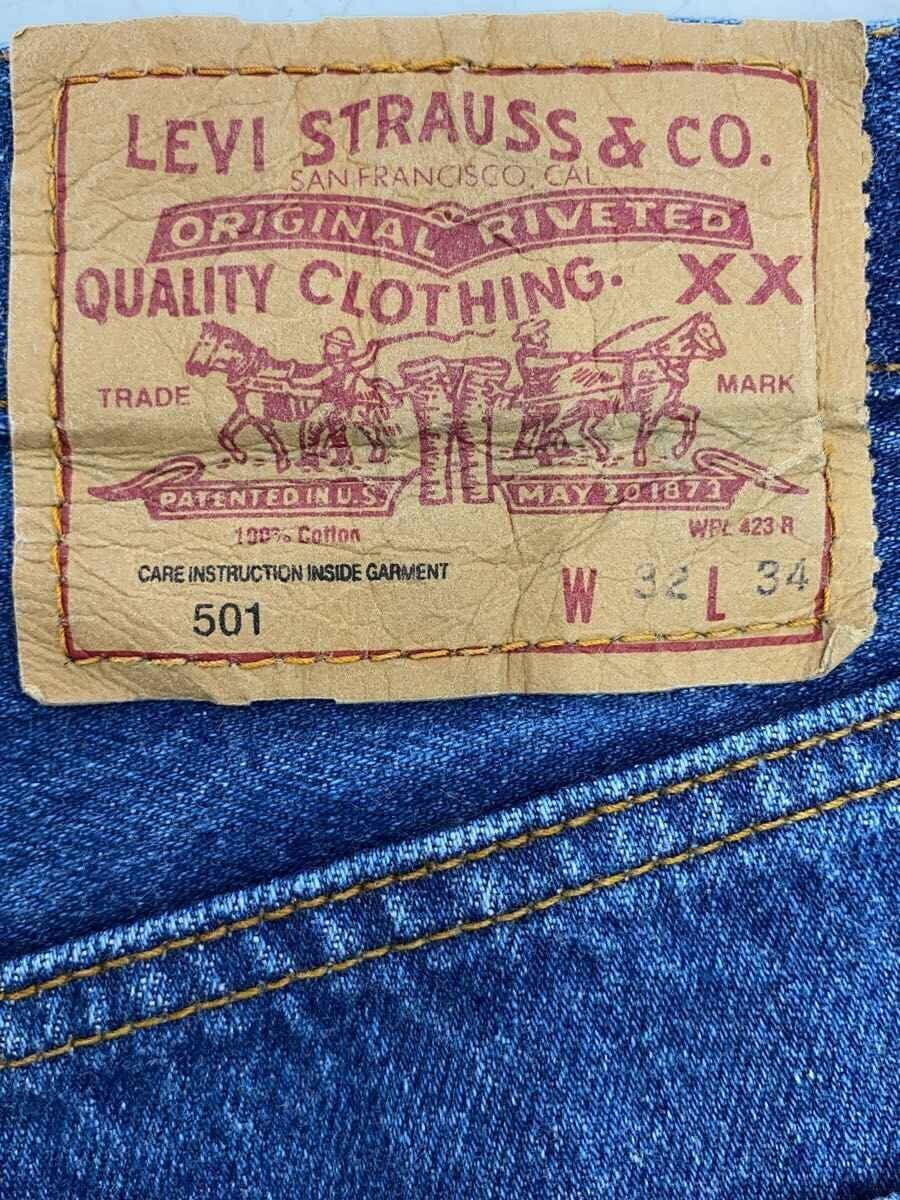 LEVI STRAUSS & CO.
SAN FRANCISCO, CAL.
ORIGINAL RIVETED
QUALITY CLOTHING. XX
TRADE MARK
PATENTED IN U.S. MAY 20 1873
100% Cotton WPL 423 R
CARE INSTRUCTION INSIDE GARMENT
501 W 32 L 34